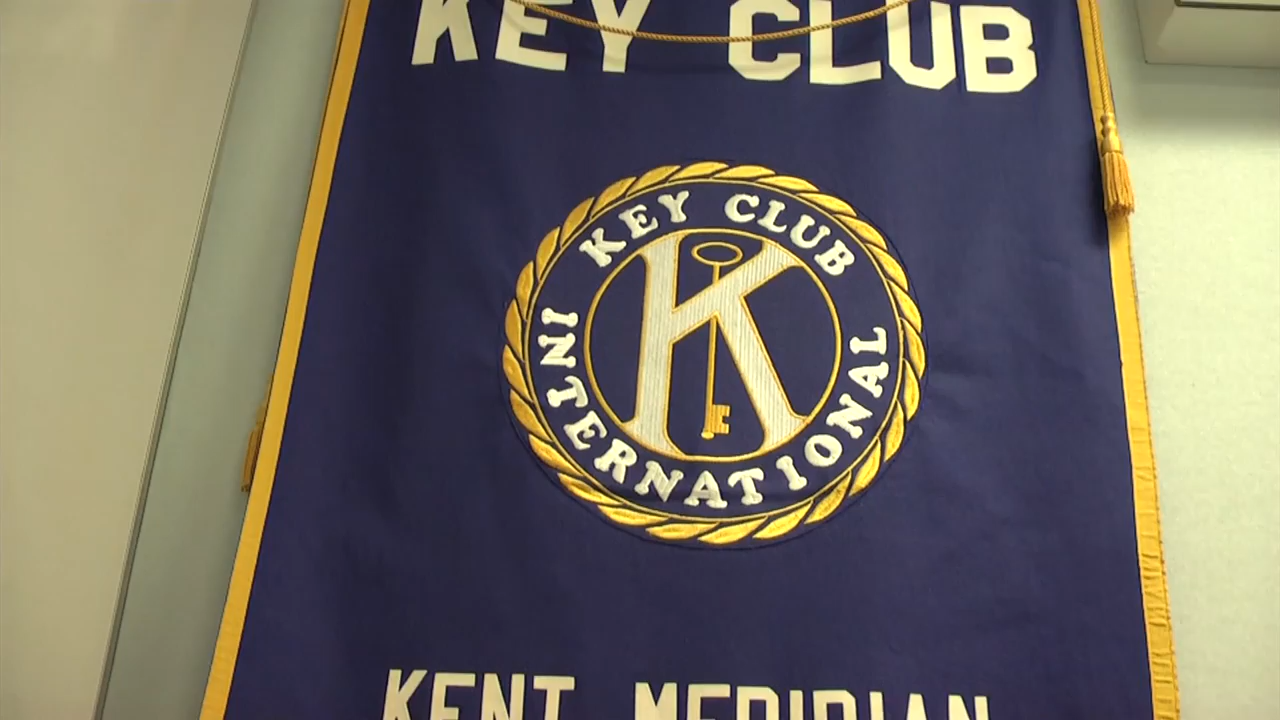 KEY CLUB
KEY CLUB
K
INTERNATIONAL
KENT MERIDIAN